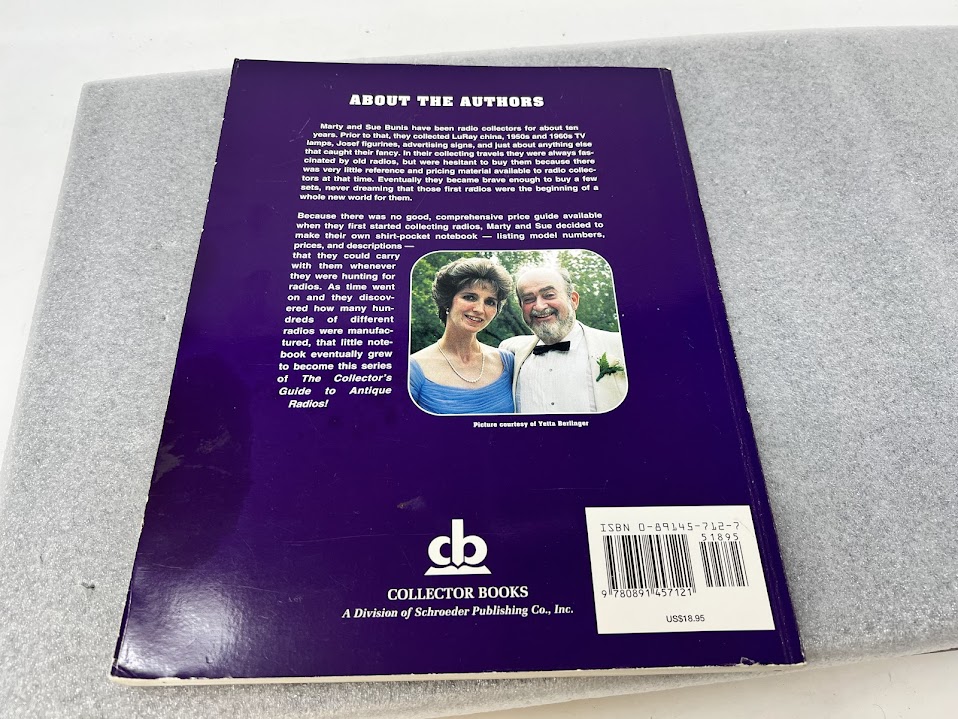 ABOUT THE AUTHORS
Marty and Sue Bunis have been radio collectors for about ten
years. Prior to that, they collected LuRay china, 1950s and 1960s TV
lamps, Josef figurines, advertising signs, and just about anything else
that caught their fancy. In their collecting travels they were always fas-
cinated by old radios, but were hesitant to buy them because there
was very little reference and pricing material available to radio collec-
tors at that time. Eventually they became brave enough to buy a few
sets, never dreaming that those first radios were the beginning of a
whole new world for them.
Because there was no good, comprehensive price guide available
when they first started collecting radios, Marty and Sue decided to
make their own shirt-pocket notebook — listing model numbers,
prices, and descriptions —
that they could carry
with them whenever
they were hunting for
radios. As time went
on and they discov-
ered how many hun-
dreds of different
radios were manufac-
tured, that little note-
book eventually grew
to become this series
of The Collector's
Guide to Antique
Radios!
Picture courtesy of Yetta Berlinger
cb
COLLECTOR BOOKS
A Division of Schroeder Publishing Co., Inc.
ISBN 0-89145-712-7
51895
9 780891 457121
US$18.95